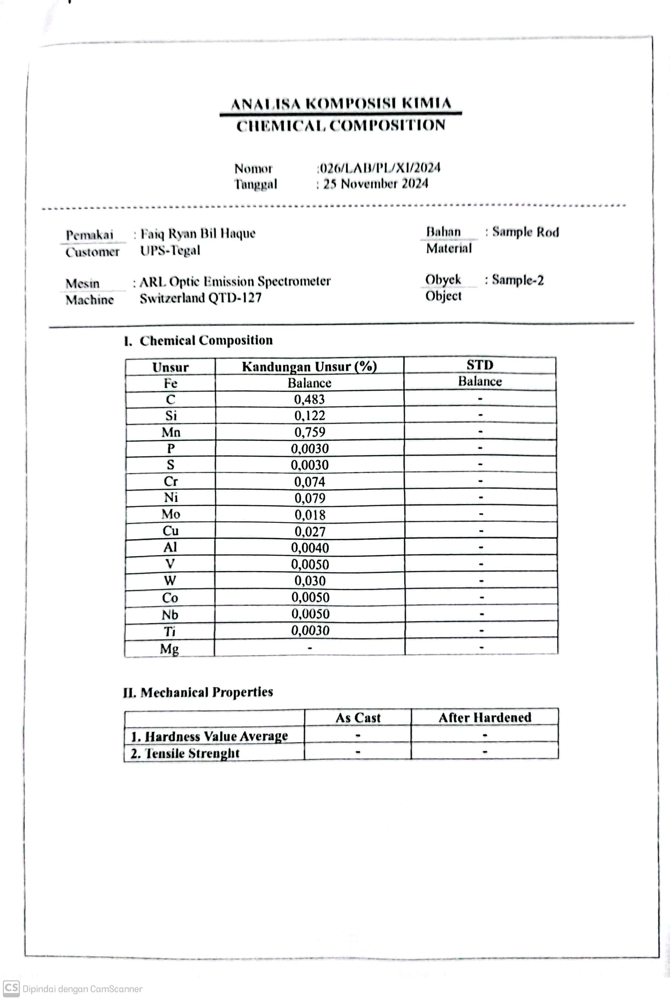 ANALISA KOMPOSISI KIMIA
CHEMICAL COMPOSITION
Nomor :026/LAB/PL/XI/2024
Tanggal : 25 November 2024
Pemakai : Faiq Ryan Bil Haque Bahan : Sample Rod
Customer UPS-Tegal Material
Mesin : ARL Optic Emission Spectrometer Obyek : Sample-2
Machine Switzerland QTD-127 Object
I. Chemical Composition
Unsur Kandungan Unsur (%) STD
Fe Balance Balance
C 0,483 -
Si 0,122 -
Mn 0,759 -
P 0,0030 -
S 0,0030 -
Cr 0,074 -
Ni 0,079 -
Mo 0,018 -
Cu 0,027 -
Al 0,0040 -
V 0,0050 -
W 0,030 -
Co 0,0050 -
Nb 0,0050 -
Ti 0,0030 -
Mg - -
II. Mechanical Properties
As Cast After Hardened
1. Hardness Value Average - -
2. Tensile Strenght - -
CS Dipindai dengan CamScanner